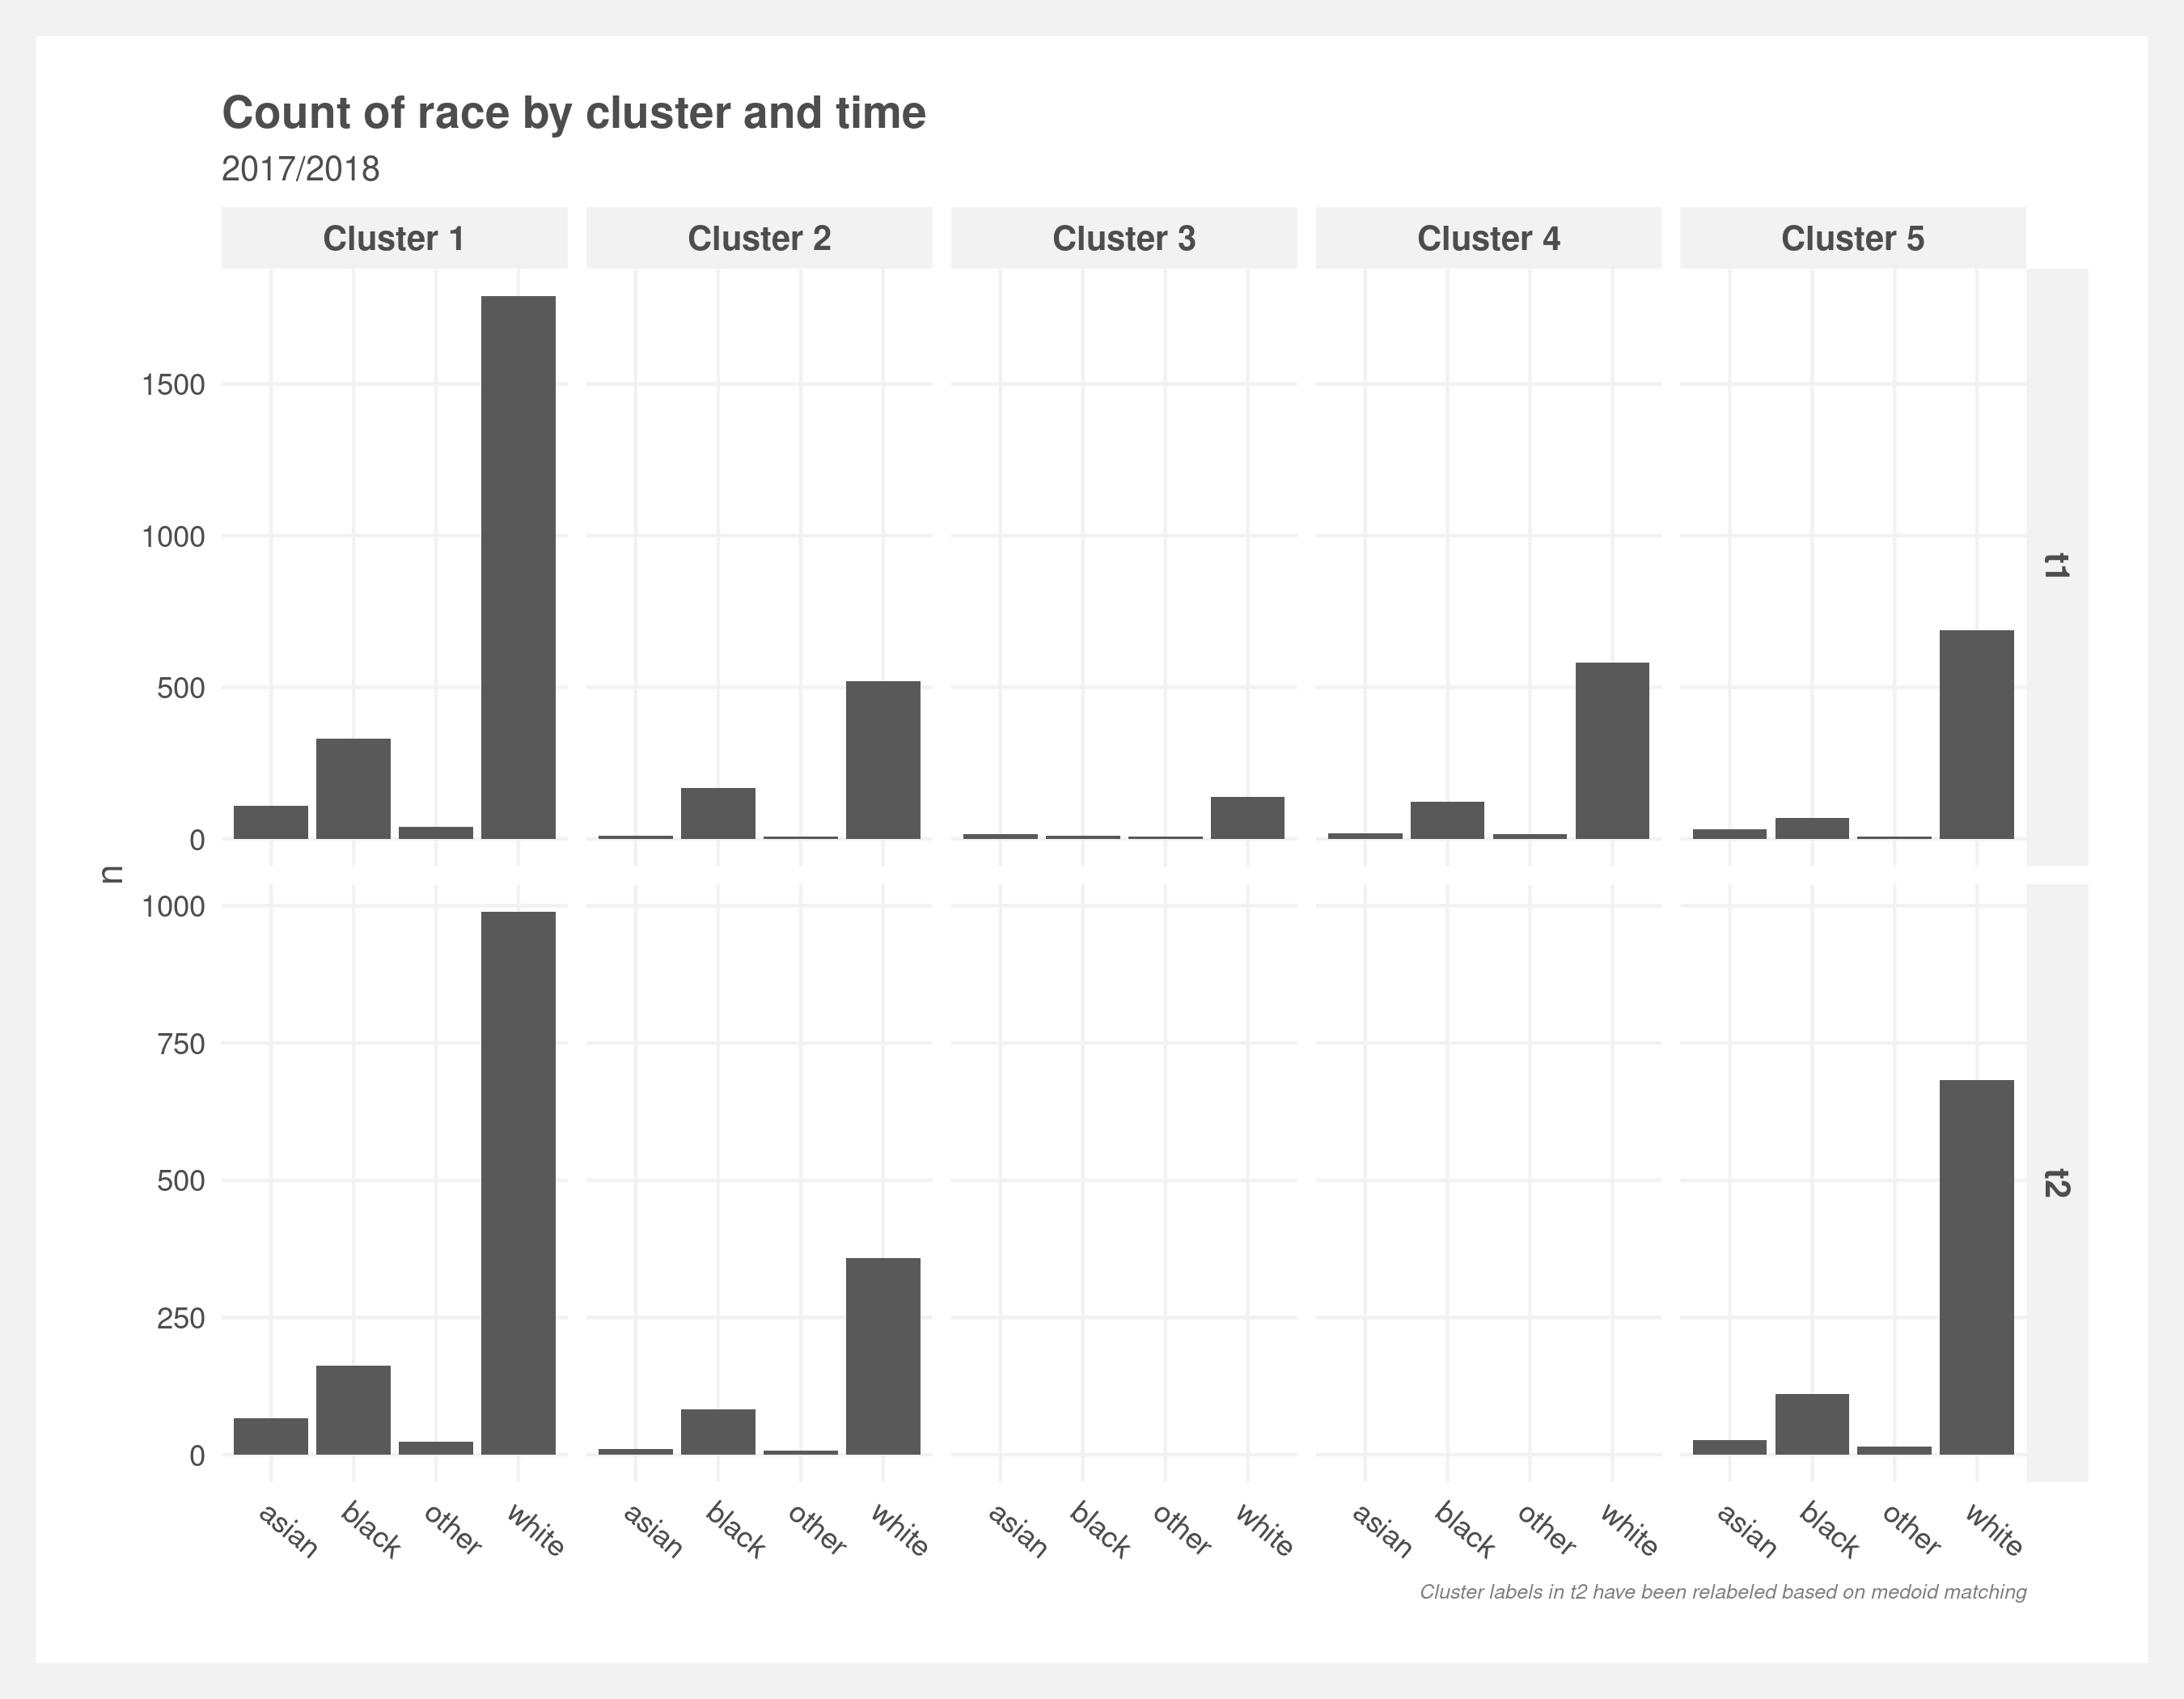 Count of race by cluster and time
2017/2018
Cluster 1 Cluster 2 Cluster 3 Cluster 4 Cluster 5
1500
1000
500
0
t1
n
1000
750
500
250
0
t2
asian black other white asian black other white asian black other white asian black other white asian black other white
Cluster labels in t2 have been relabeled based on medoid matching